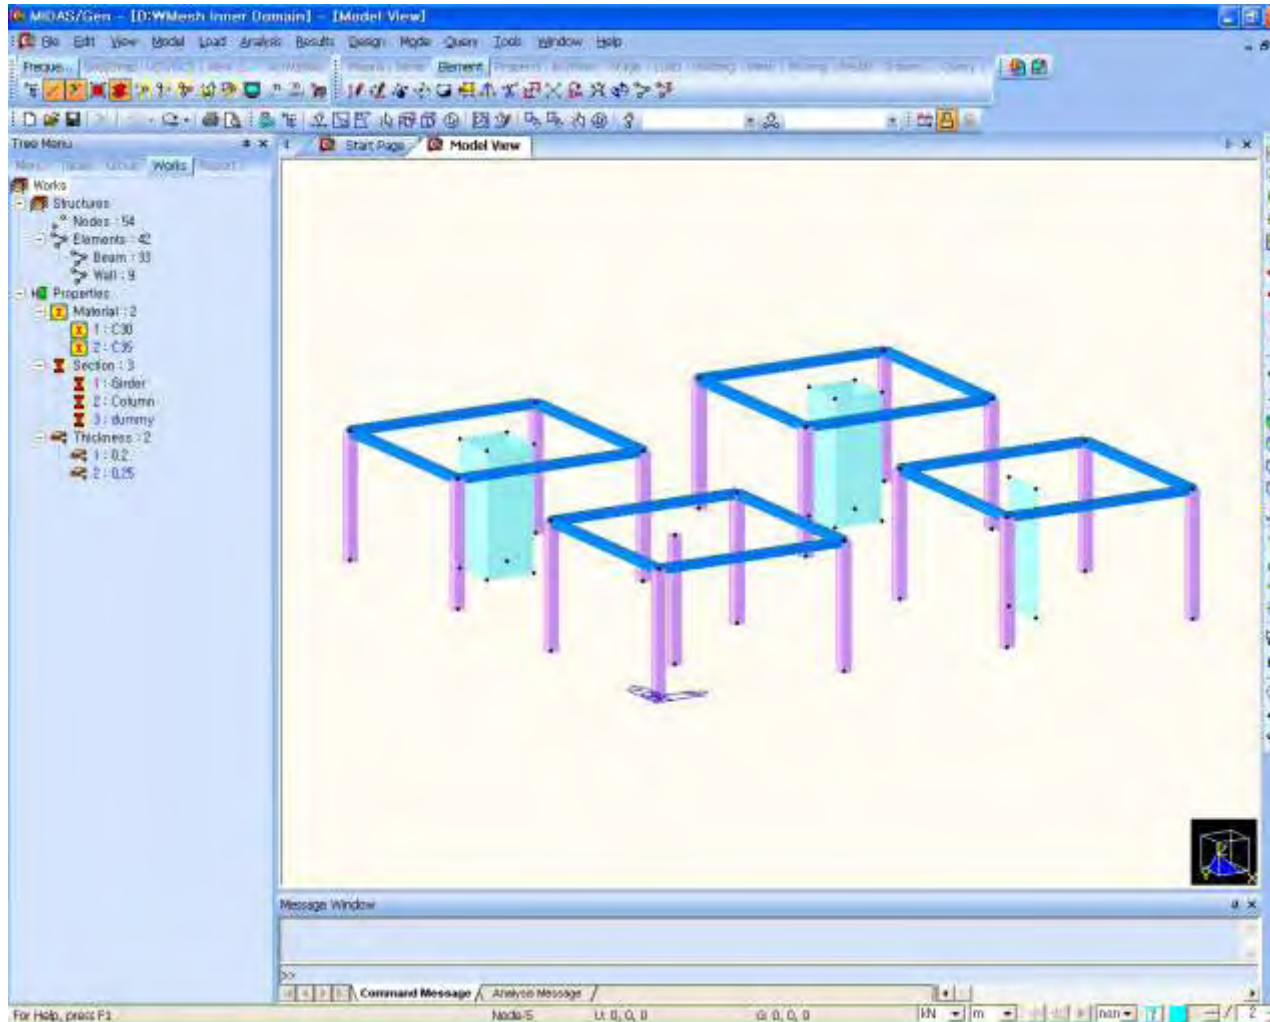 MIDAS/Gen - [D:\Mesh Inner Domain] - [Model View]
File Edit View Model Load Analysis Results Design Mode Query Tools Window Help
Element
Tree Menu
Start Page
Model View
Works
Works
Structures
Nodes : 54
Elements : 42
Beam : 33
Wall : 9
Properties
Material : 2
1 : C30
2 : C35
Section : 3
1 : Girder
2 : Column
3 : dummy
Thickness : 2
1 : 0.2
2 : 0.25
Message Window
>>
Command Message
Analysis Message
For Help, press F1
Node-5
U: 0, 0, 0
G: 0, 0, 0
kN
m
non
2